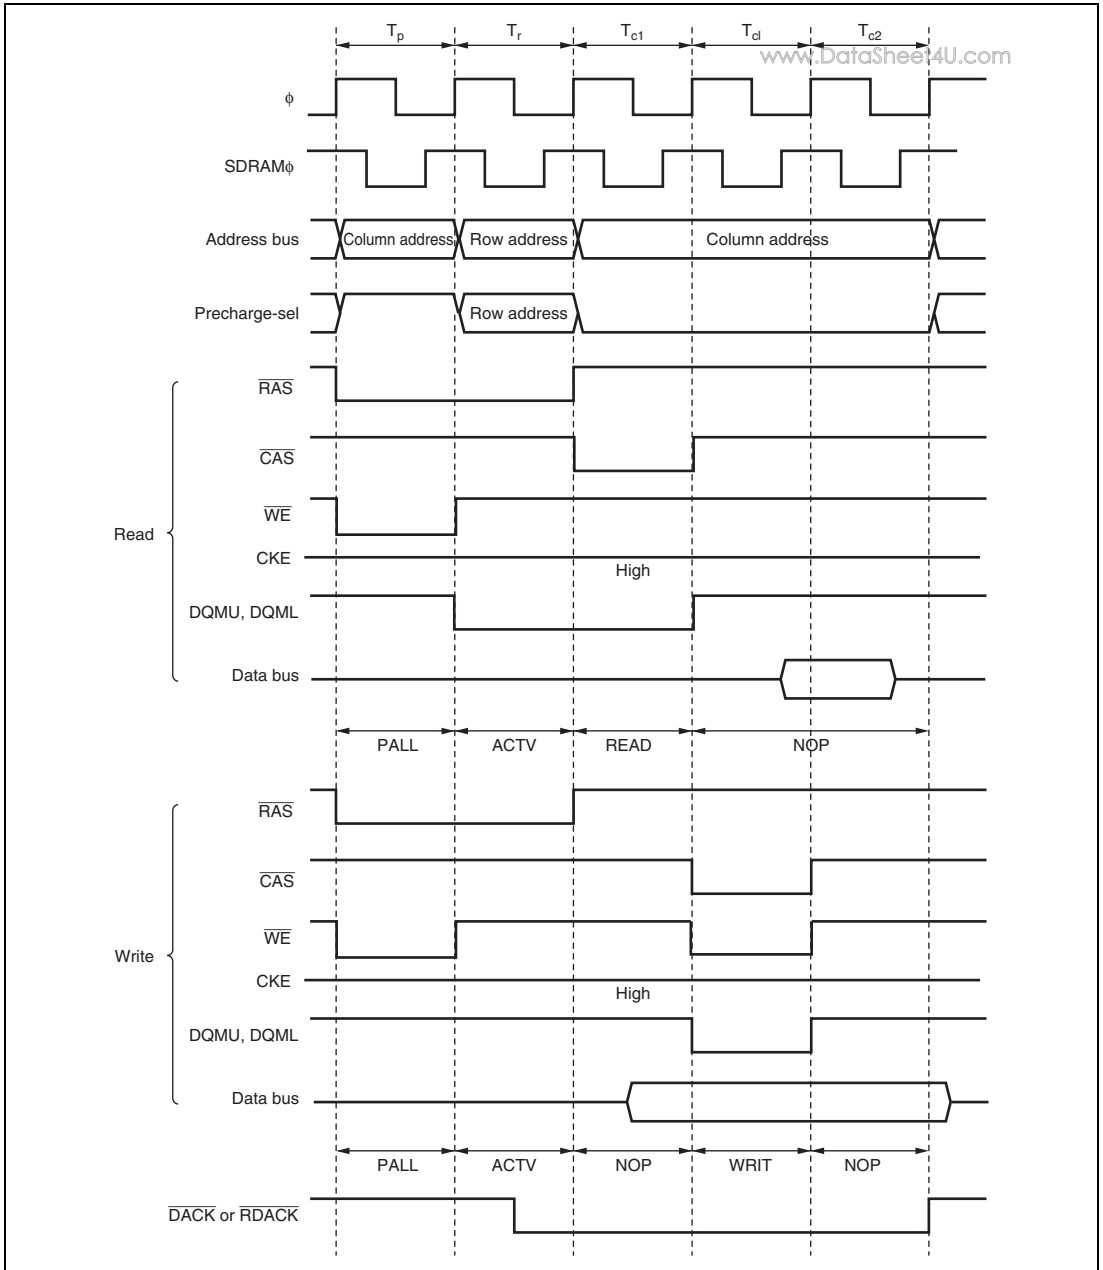 Tp Tr Tc1 Tcl Tc2
www.DataSheet4U.com
ϕ
SDRAMϕ
Address bus Column address Row address Column address
Precharge-sel Row address
RAS
CAS
WE
Read
CKE
High
DQMU, DQML
Data bus
PALL ACTV READ NOP
RAS
CAS
WE
Write
CKE
High
DQMU, DQML
Data bus
PALL ACTV NOP WRIT NOP
DACK or RDACK